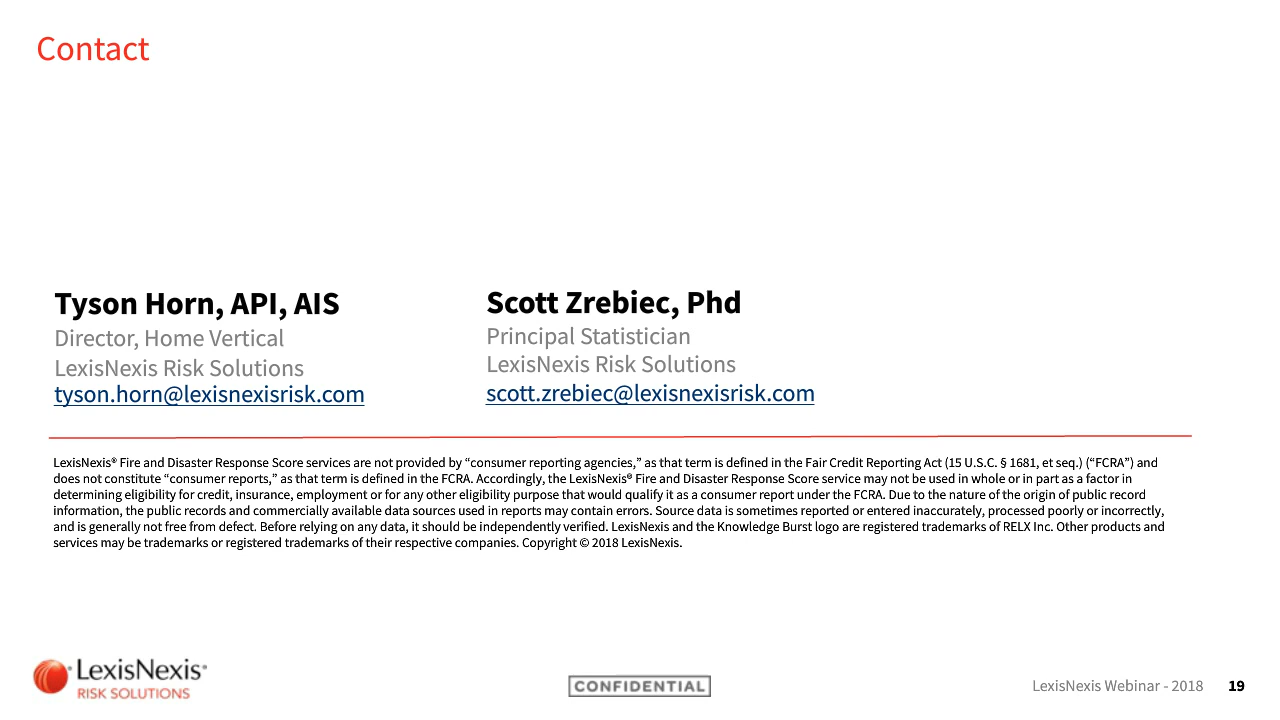 Contact
Tyson Horn, API, AIS
Director, Home Vertical
LexisNexis Risk Solutions
tyson.horn@lexisnexisrisk.com
Scott Zrebiec, Phd
Principal Statistician
LexisNexis Risk Solutions
scott.zrebiec@lexisnexisrisk.com
LexisNexis® Fire and Disaster Response Score services are not provided by “consumer reporting agencies,” as that term is defined in the Fair Credit Reporting Act (15 U.S.C. § 1681, et seq.) (“FCRA”) and
does not constitute “consumer reports,” as that term is defined in the FCRA. Accordingly, the LexisNexis® Fire and Disaster Response Score service may not be used in whole or in part as a factor in
determining eligibility for credit, insurance, employment or for any other eligibility purpose that would qualify it as a consumer report under the FCRA. Due to the nature of the origin of public record
information, the public records and commercially available data sources used in reports may contain errors. Source data is sometimes reported or entered inaccurately, processed poorly or incorrectly,
and is generally not free from defect. Before relying on any data, it should be independently verified. LexisNexis and the Knowledge Burst logo are registered trademarks of RELX Inc. Other products and
services may be trademarks or registered trademarks of their respective companies. Copyright © 2018 LexisNexis.
LexisNexis®
RISK SOLUTIONS
CONFIDENTIAL
LexisNexis Webinar - 2018 19